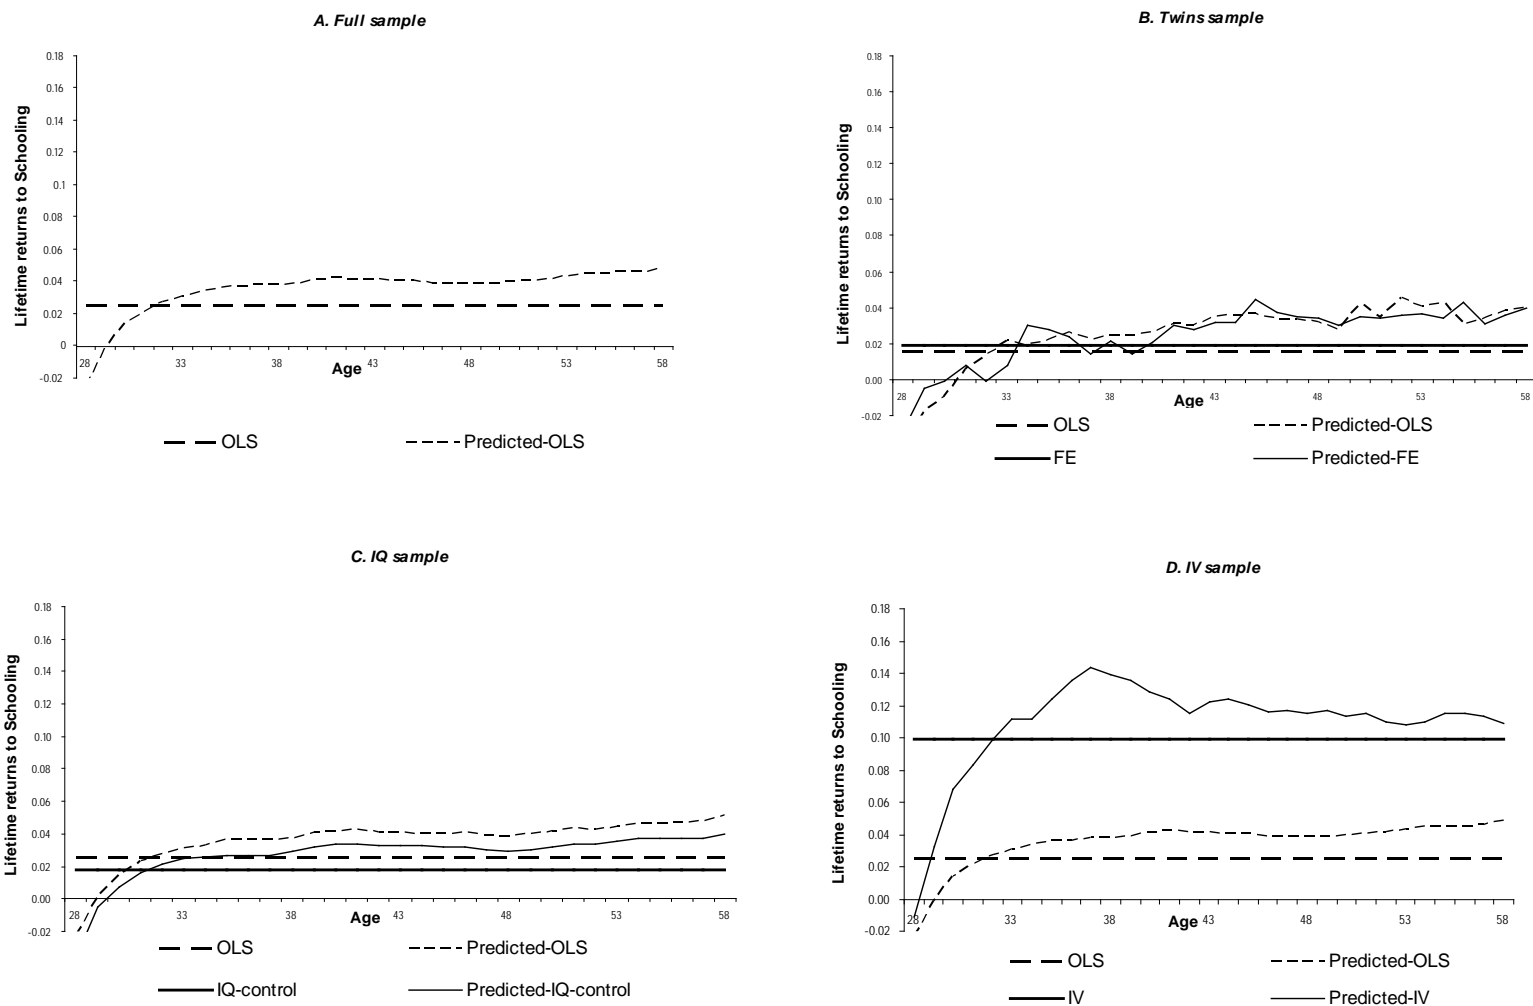 A. Full sample
0.18
0.16
0.14
0.12
0.1
0.08
0.06
0.04
0.02
0
-0.02
Lifetime returns to Schooling
28 33 38 43 48 53 58
Age
OLS Predicted-OLS
B. Twins sample
0.18
0.16
0.14
0.12
0.10
0.08
0.06
0.04
0.02
0.00
-0.02
Lifetime returns to Schooling
28 33 38 43 48 53 58
Age
OLS Predicted-OLS
FE Predicted-FE
C. IQ sample
0.18
0.16
0.14
0.12
0.10
0.08
0.06
0.04
0.02
0.00
-0.02
Lifetime returns to Schooling
28 33 38 43 48 53 58
Age
OLS Predicted-OLS
IQ-control Predicted-IQ-control
D. IV sample
0.18
0.16
0.14
0.12
0.10
0.08
0.06
0.04
0.02
0.00
-0.02
Lifetime returns to Schooling
28 33 38 43 48 53 58
Age
OLS Predicted-OLS
IV Predicted-IV